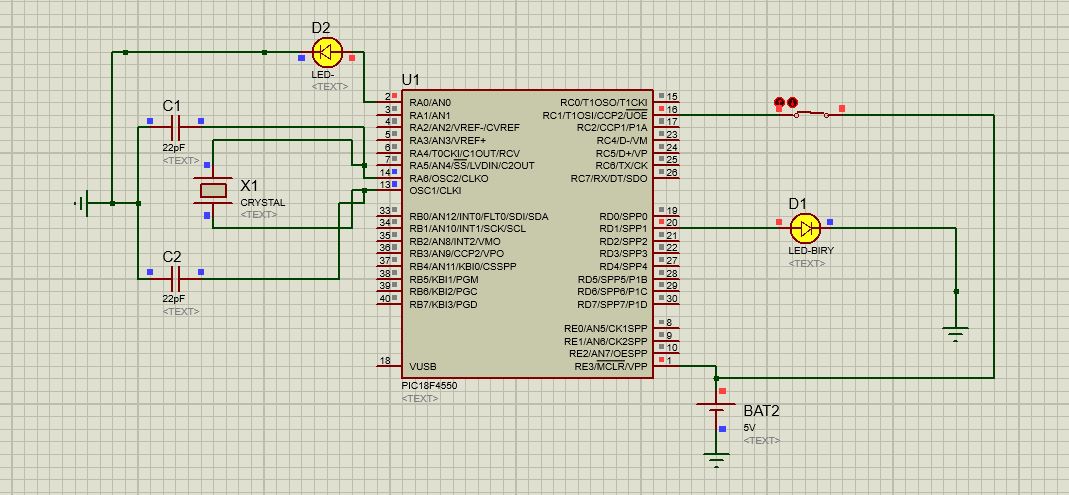 D2
LED-
<TEXT>
C1
22pF
<TEXT>
X1
CRYSTAL
<TEXT>
C2
22pF
<TEXT>
U1
2 RA0/AN0
3 RA1/AN1
4 RA2/AN2/VREF-/CVREF
5 RA3/AN3/VREF+
6 RA4/T0CKI/C1OUT/RCV
7 RA5/AN4/SS/LVDIN/C2OUT
14 RA6/OSC2/CLKO
13 OSC1/CLKI
33 RB0/AN12/INT0/FLT0/SDI/SDA
34 RB1/AN10/INT1/SCK/SCL
35 RB2/AN8/INT2/VMO
36 RB3/AN9/CCP2/VPO
37 RB4/AN11/KBI0/CSSPP
38 RB5/KBI1/PGM
39 RB6/KBI2/PGC
40 RB7/KBI3/PGD
18 VUSB
RC0/T1OSO/T1CKI 15
RC1/T1OSI/CCP2/UOE 16
RC2/CCP1/P1A 17
RC4/D-/VM 23
RC5/D+/VP 24
RC6/TX/CK 25
RC7/RX/DT/SDO 26
RD0/SPP0 19
RD1/SPP1 20
RD2/SPP2 21
RD3/SPP3 22
RD4/SPP4 27
RD5/SPP5/P1B 28
RD6/SPP6/P1C 29
RD7/SPP7/P1D 30
RE0/AN5/CK1SPP 8
RE1/AN6/CK2SPP 9
RE2/AN7/OESPP 10
RE3/MCLR/VPP 1
PIC18F4550
<TEXT>
D1
LED-BIRY
<TEXT>
BAT2
5V
<TEXT>